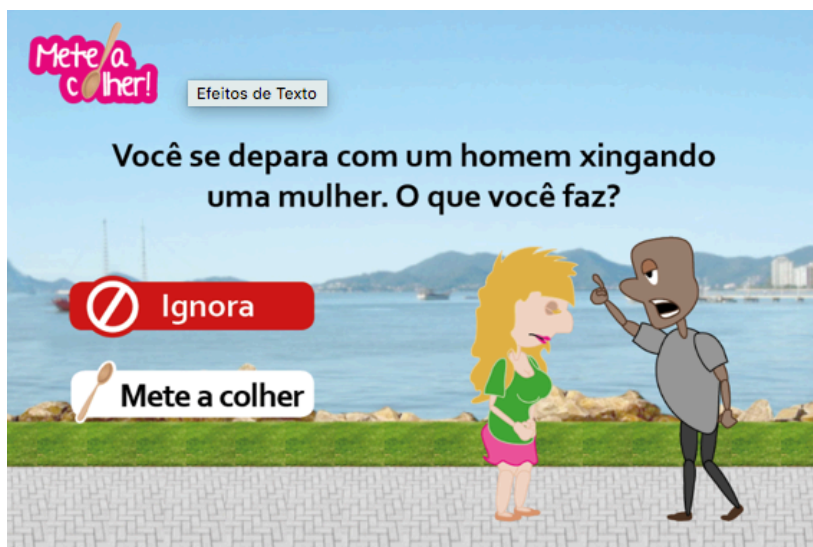 Mete a
colher!
Efeitos de Texto
Você se depara com um homem xingando
uma mulher. O que você faz?
Ignora
Mete a colher